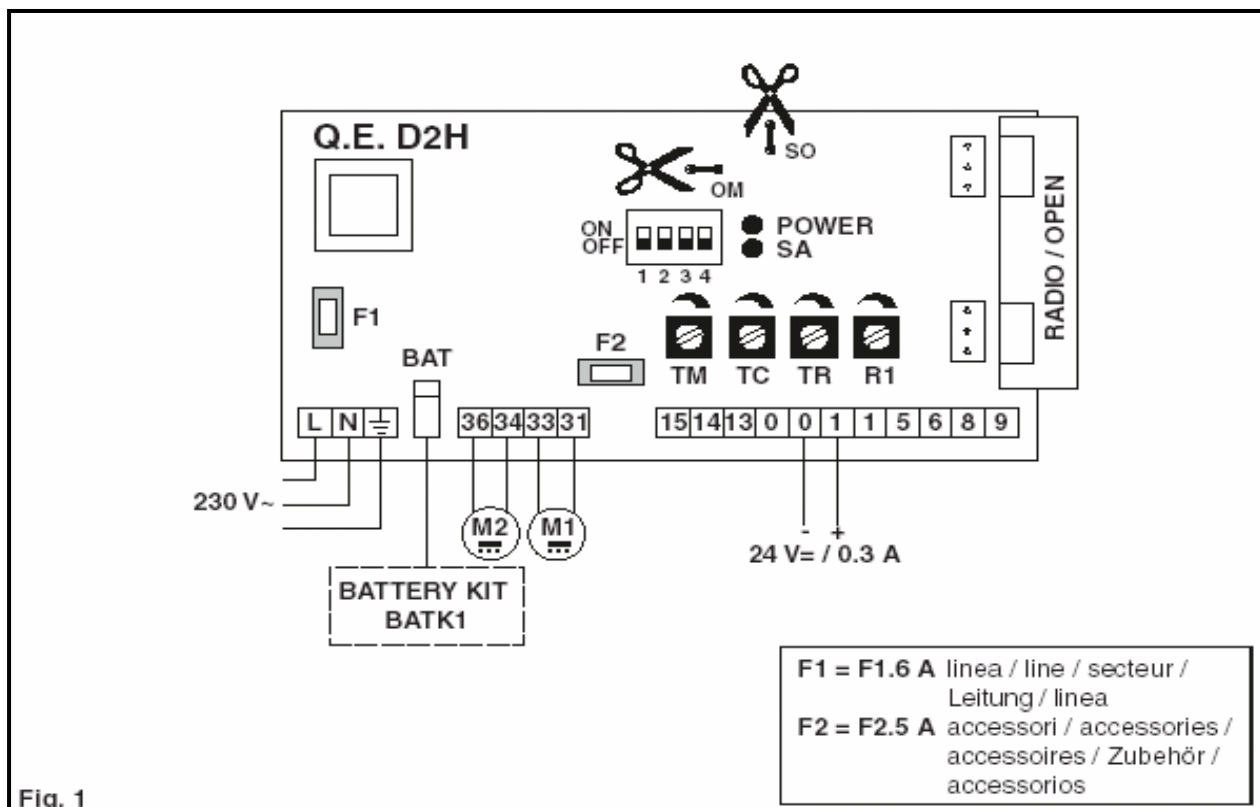 Q.E. D2H
SO
OM
ON
OFF
1 2 3 4
POWER
SA
RADIO / OPEN
F1
BAT
F2
TM TC TR R1
L N
36 34 33 31
15 14 13 0 0 1 1 5 6 8 9
230 V~
M2 M1
- +
24 V= / 0.3 A
BATTERY KIT
BATK1
F1 = F1.6 A linea / line / secteur /
Leitung / linea
F2 = F2.5 A accessori / accessories /
accessoires / Zubehör /
accessorios
Fig. 1